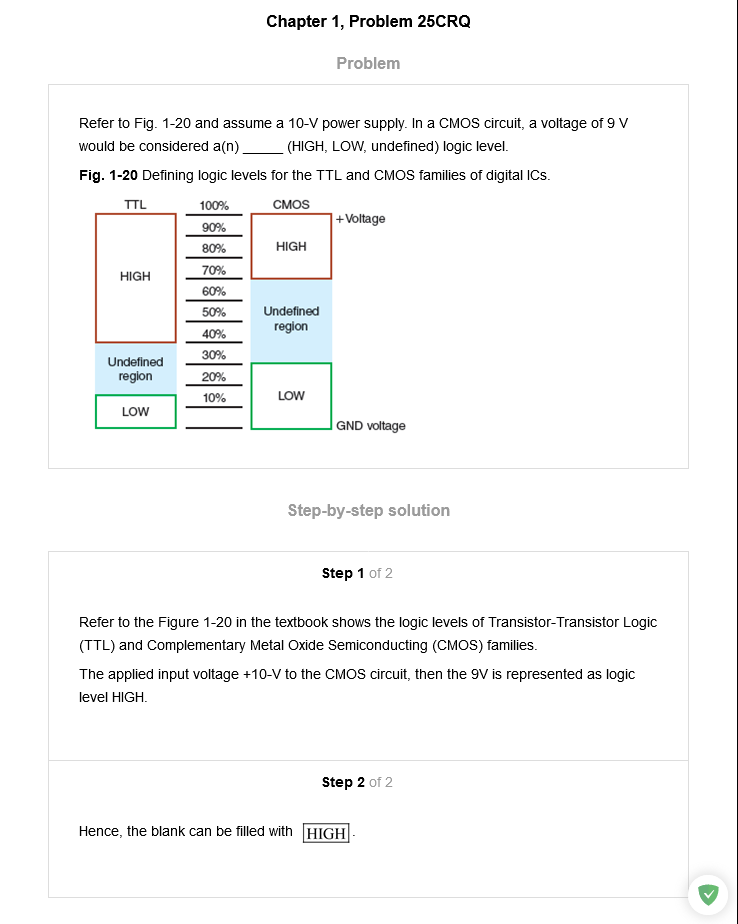 Chapter 1, Problem 25CRQ
Problem
Refer to Fig. 1-20 and assume a 10-V power supply. In a CMOS circuit, a voltage of 9 V
would be considered a(n) _____ (HIGH, LOW, undefined) logic level.
Fig. 1-20 Defining logic levels for the TTL and CMOS families of digital ICs.
TTL 100% CMOS
+Voltage
90%
80% HIGH
70%
HIGH
60%
50% Undefined
region
40%
30%
Undefined
region 20%
10% LOW
LOW
GND voltage
Step-by-step solution
Step 1 of 2
Refer to the Figure 1-20 in the textbook shows the logic levels of Transistor-Transistor Logic
(TTL) and Complementary Metal Oxide Semiconducting (CMOS) families.
The applied input voltage +10-V to the CMOS circuit, then the 9V is represented as logic
level HIGH.
Step 2 of 2
Hence, the blank can be filled with HIGH.